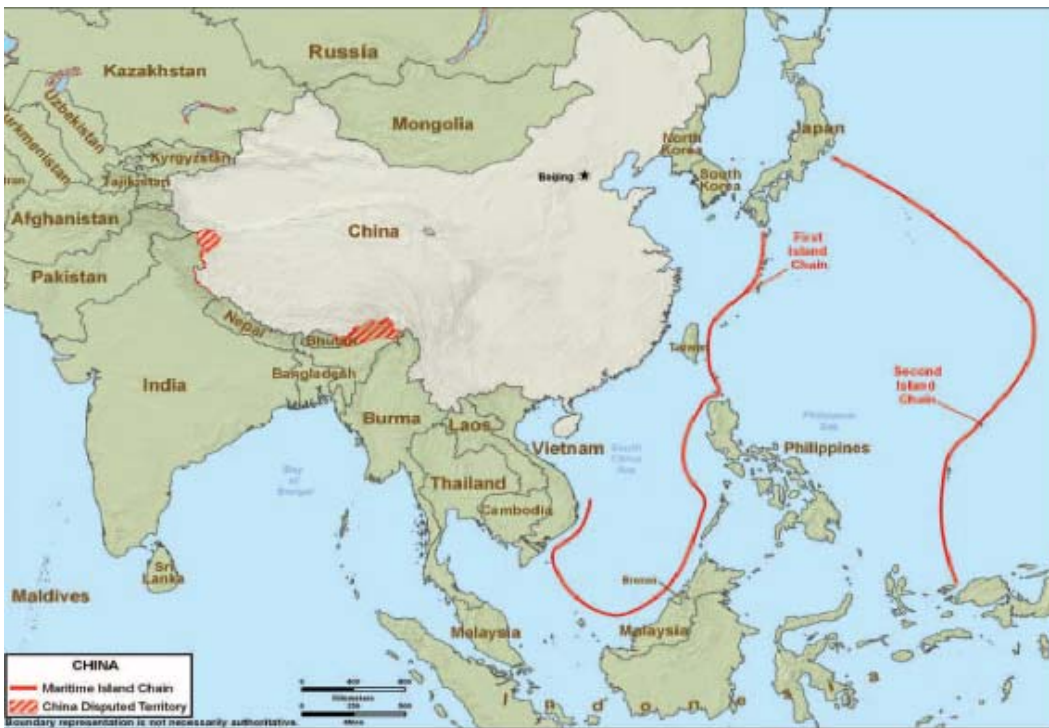 Russia
Kazakhstan
Mongolia
Uzbekistan
Kyrgyzstan
Tajikistan
Afghanistan
Pakistan
North
Korea
South
Korea
Japan
Beijing
China
First
Island
Chain
Nepal
Bhutan
Bangladesh
India
Burma
Laos
Taiwan
Second
Island
Chain
Philippine
Sea
Vietnam
South
China
Sea
Philippines
Bay
of
Bengal
Thailand
Cambodia
Sri
Lanka
Maldives
Brunei
Malaysia
Malaysia
Indonesia
CHINA
Maritime Island Chain
China Disputed Territory
Boundary representation is not necessarily authoritative.
Kilometers
Miles